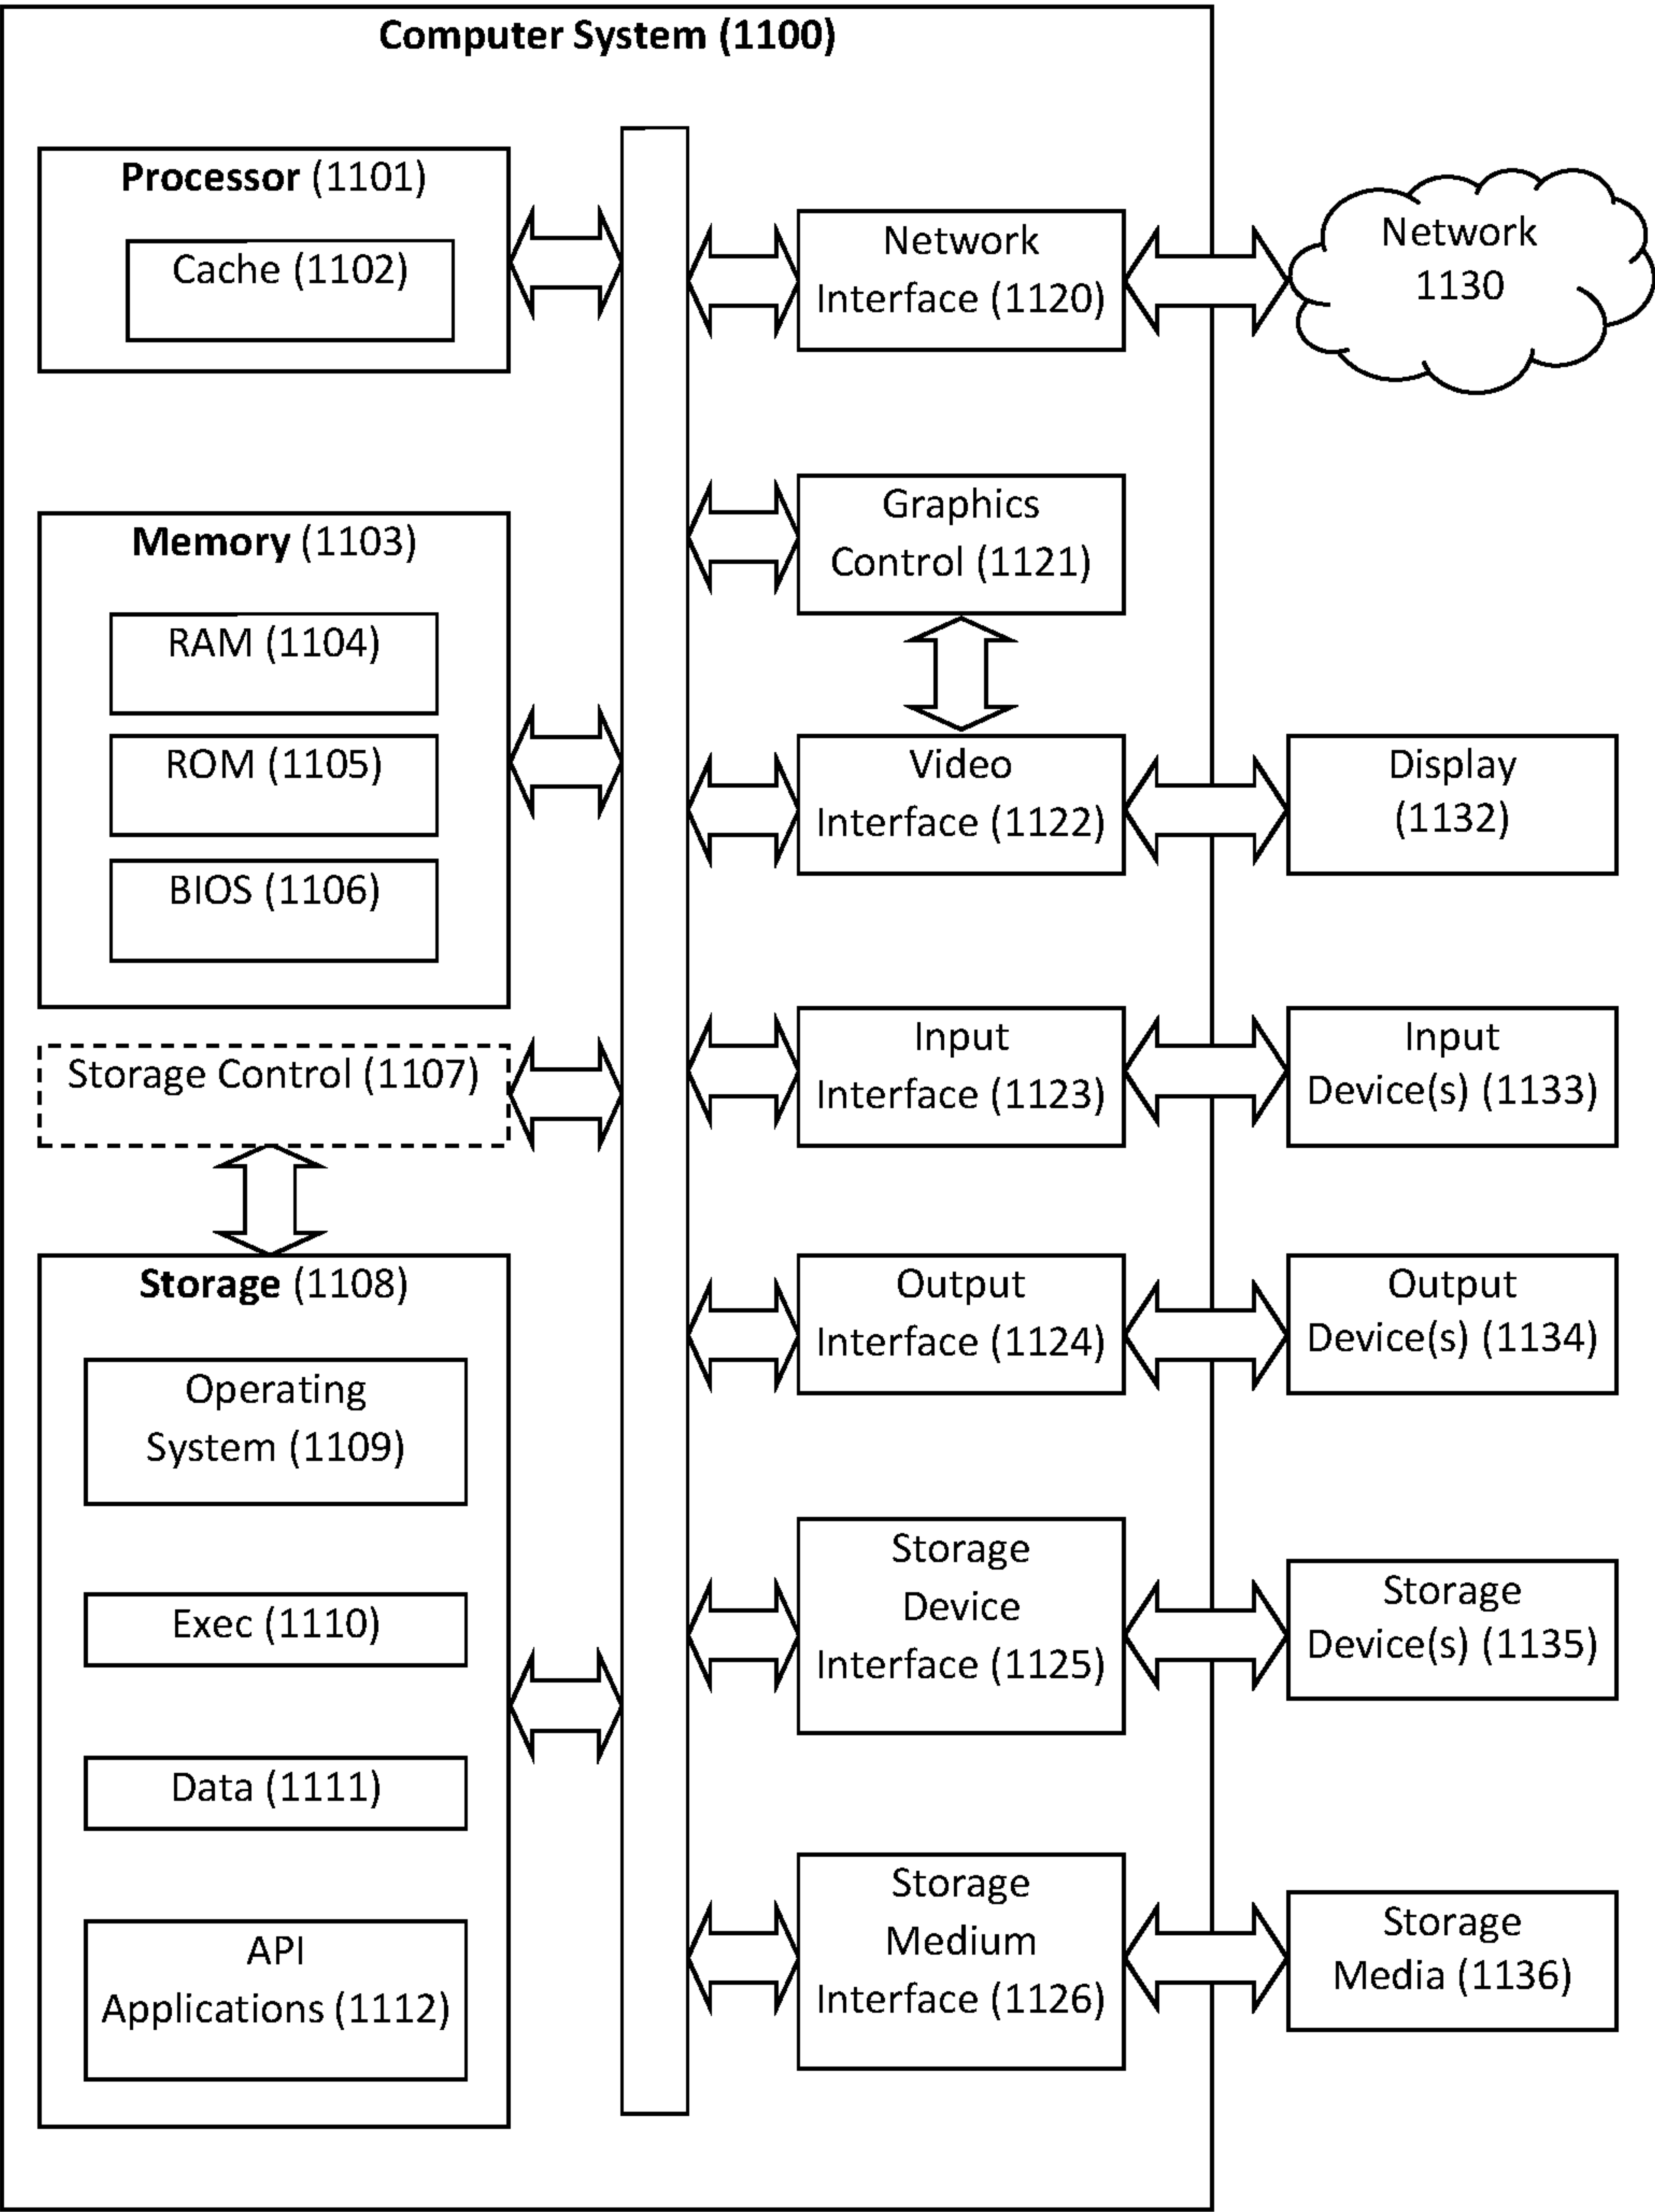 Computer System (1100)
Processor (1101)
Cache (1102)
Memory (1103)
RAM (1104)
ROM (1105)
BIOS (1106)
Storage Control (1107)
Storage (1108)
Operating
System (1109)
Exec (1110)
Data (1111)
API
Applications (1112)
Network
Interface (1120)
Graphics
Control (1121)
Video
Interface (1122)
Input
Interface (1123)
Output
Interface (1124)
Storage
Device
Interface (1125)
Storage
Medium
Interface (1126)
Network
1130
Display
(1132)
Input
Device(s) (1133)
Output
Device(s) (1134)
Storage
Device(s) (1135)
Storage
Media (1136)